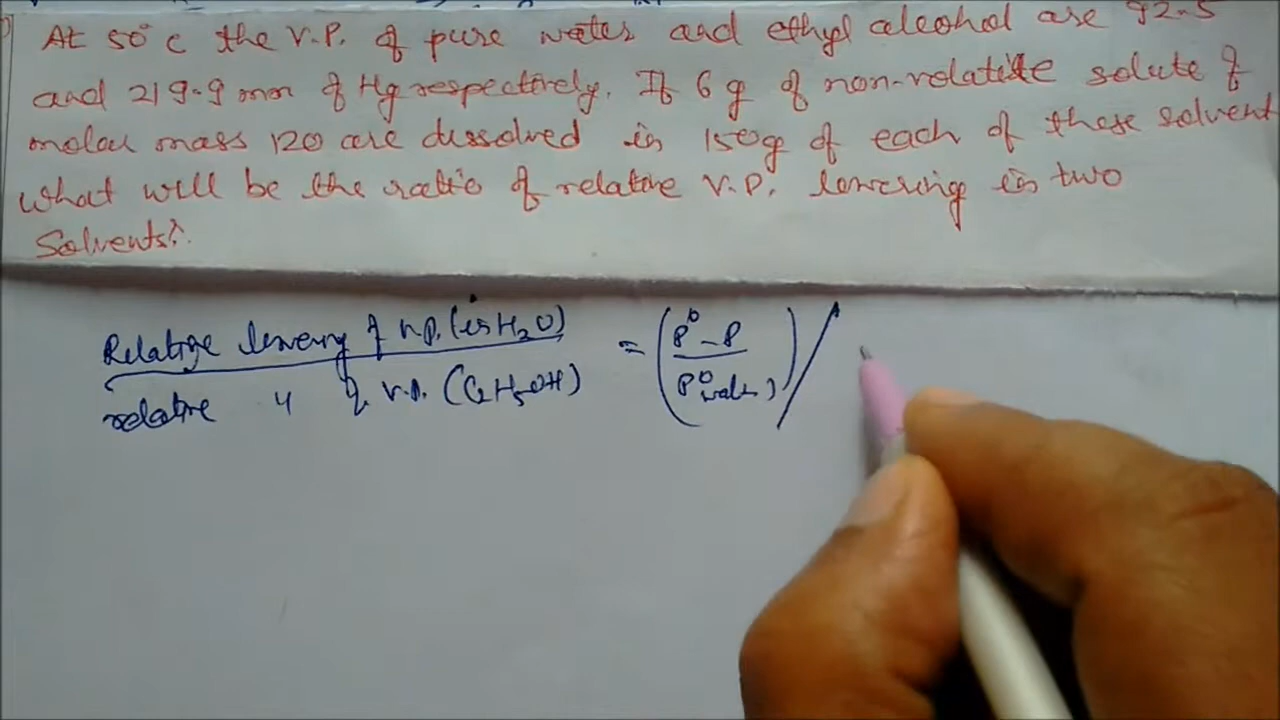 At 50°c the V.P. of pure water and ethyl alcohol are 92.5
and 219.9 mm of Hg respectively. If 6 g of non-volatile solute of
molar mass 120 are dissolved in 150g of each of these solvent
what will be the ratio of relative V.P. lowering in two
Solvents?
Relative lowering of v.p. (in H₂O) = (P° - P / P° water) /
relative " of v.p. (C₂H₅OH)